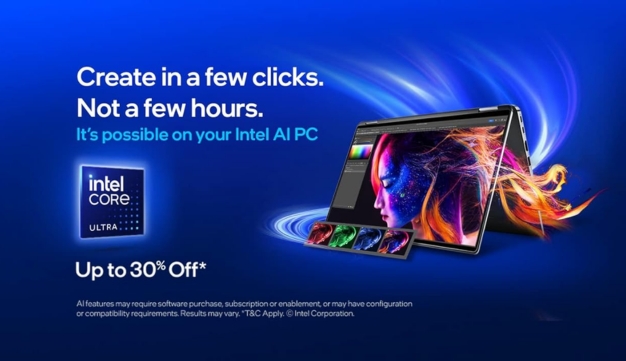 Create in a few clicks.
Not a few hours.
It's possible on your Intel AI PC
intel
CORE
ULTRA
Up to 30% Off*
AI features may require software purchase, subscription or enablement, or may have configuration
or compatibility requirements. Results may vary. *T&C Apply. © Intel Corporation.